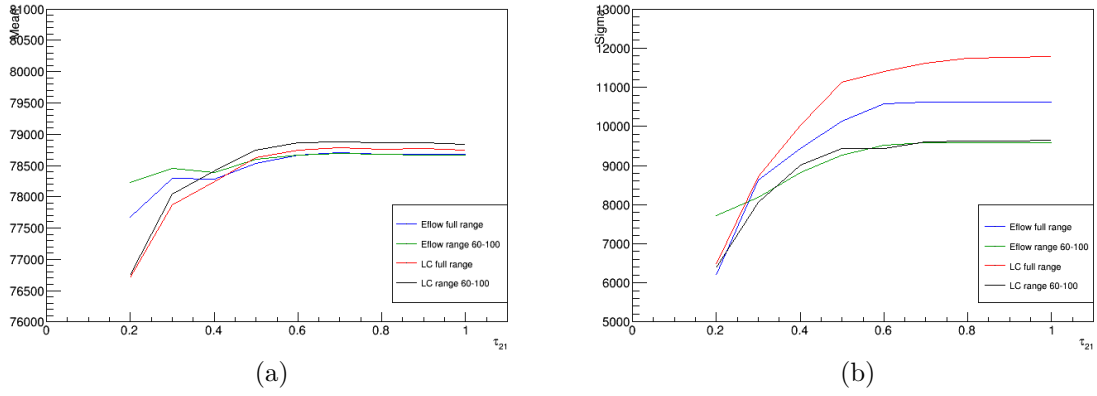 Mean
81000
80500
80000
79500
79000
78500
78000
77500
77000
76500
76000
0
0.2
0.4
0.6
0.8
1
τ21
Eflow full range
Eflow range 60-100
LC full range
LC range 60-100
(a)
Sigma
13000
12000
11000
10000
9000
8000
7000
6000
5000
0
0.2
0.4
0.6
0.8
1
τ21
Eflow full range
Eflow range 60-100
LC full range
LC range 60-100
(b)